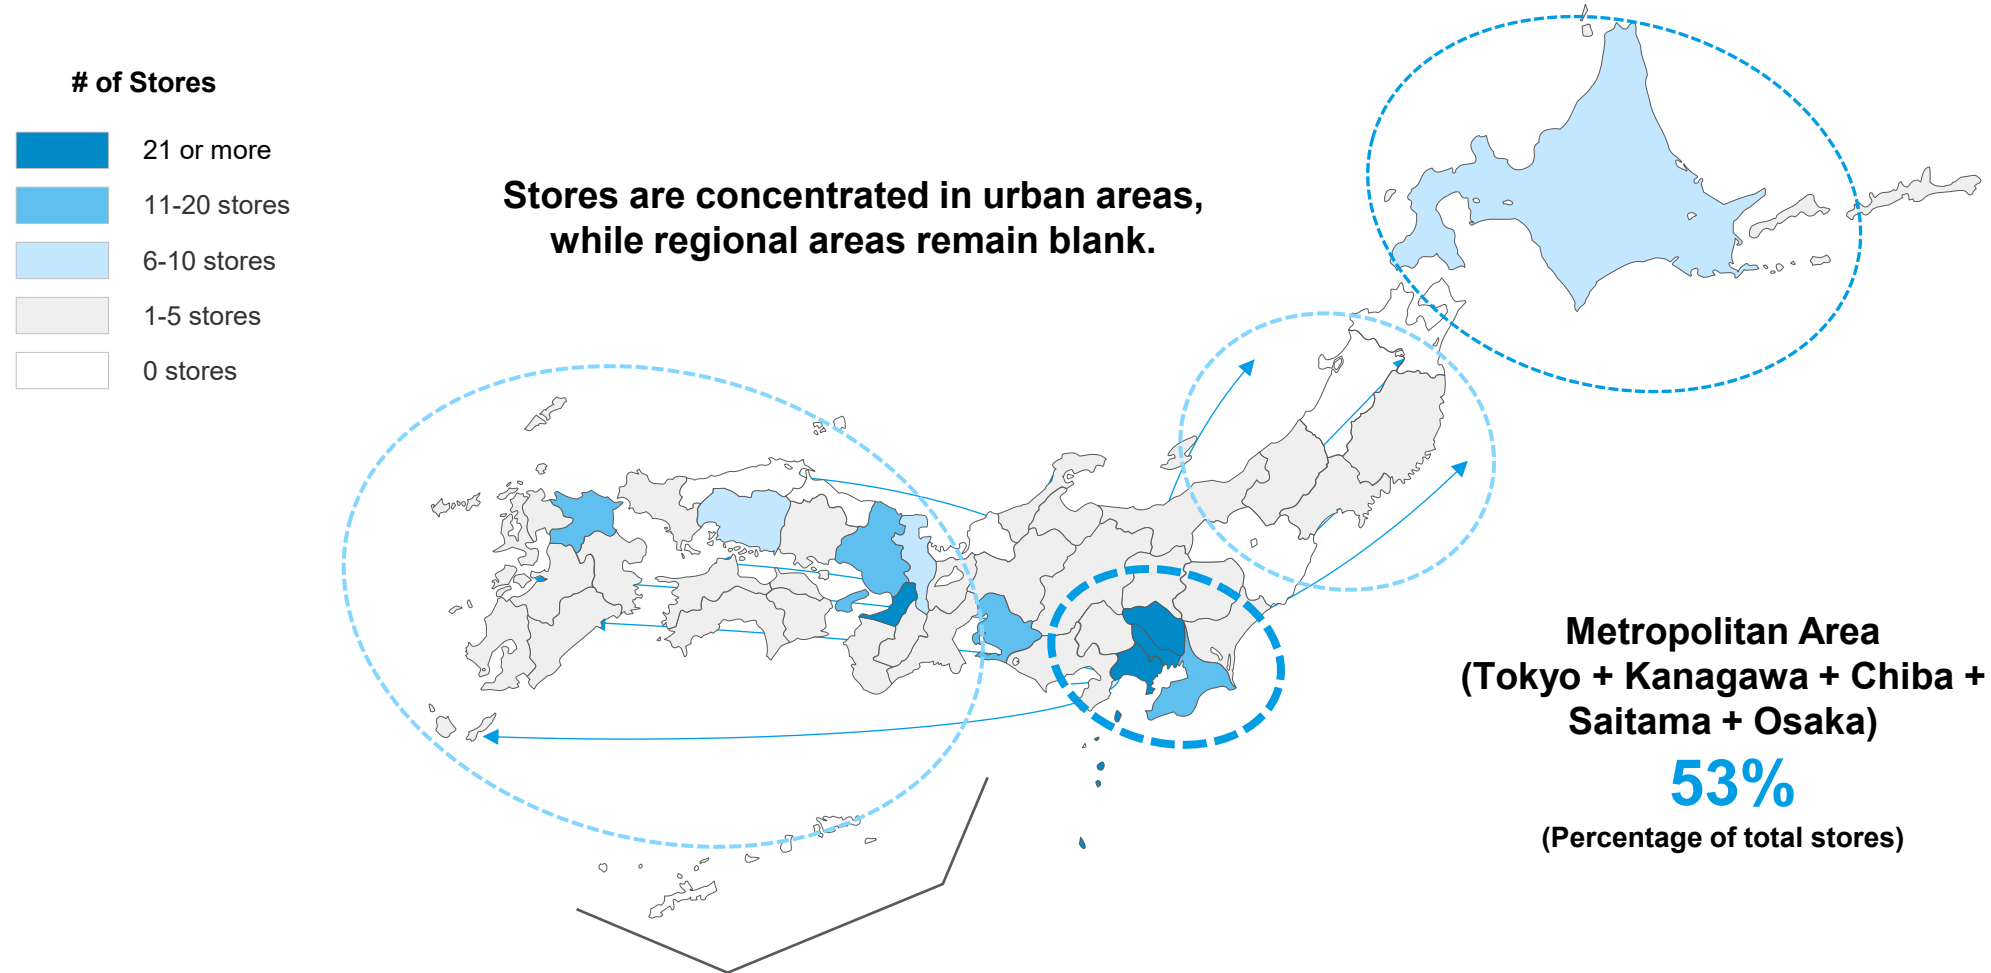 # of Stores
21 or more
11-20 stores
6-10 stores
1-5 stores
0 stores
Stores are concentrated in urban areas,
while regional areas remain blank.
Metropolitan Area
(Tokyo + Kanagawa + Chiba +
Saitama + Osaka)
53%
(Percentage of total stores)